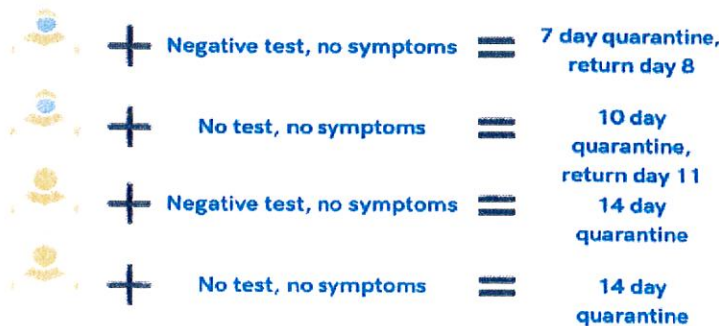 Negative test, no symptoms
7 day quarantine,
return day 8
No test, no symptoms
10 day
quarantine,
return day 11
Negative test, no symptoms
14 day
quarantine
No test, no symptoms
14 day
quarantine